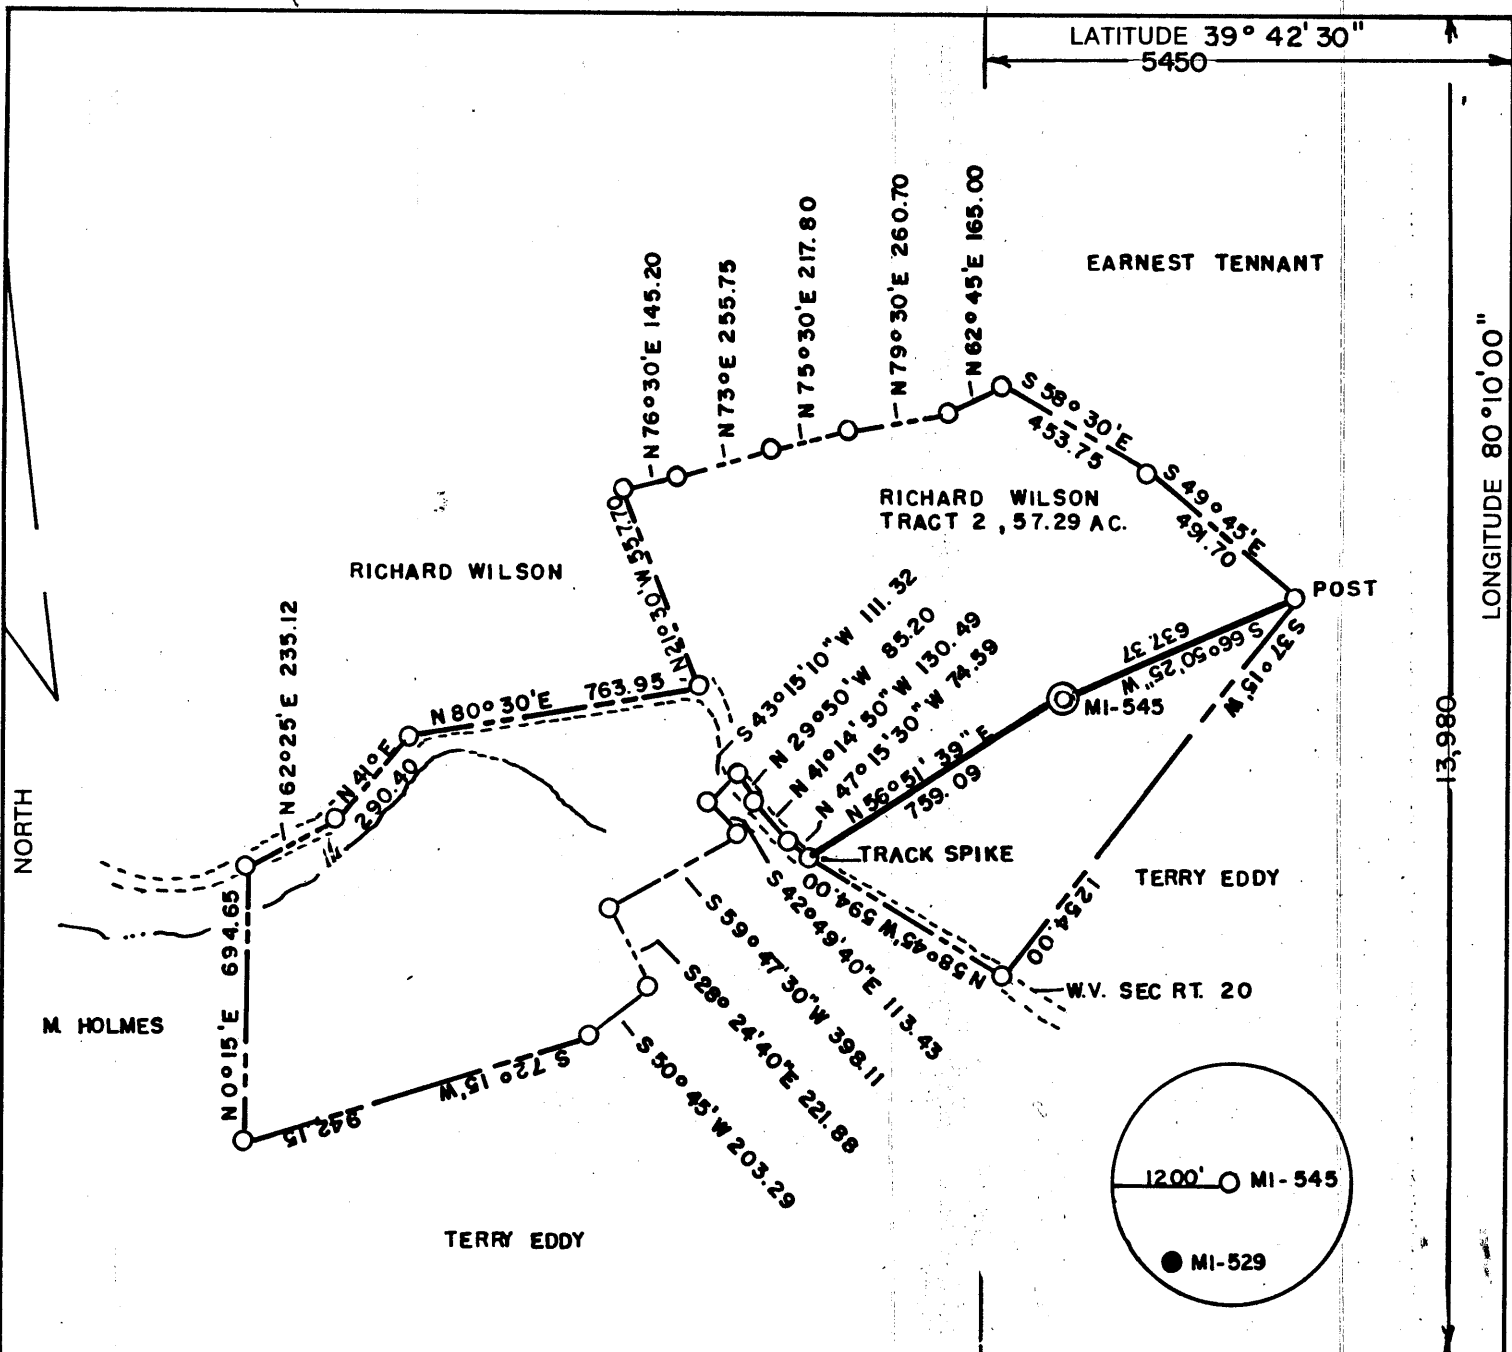 LATITUDE 39° 42' 30"
5450
LONGITUDE 80° 10' 00"
13,980
EARNEST TENNANT
N 76° 30' E 145.20
N 73° E 255.75
N 75° 30' E 217.80
N 79° 30' E 260.70
N 62° 45' E 165.00
S 58° 30' E
453.75
S 49° 45' E
491.70
RICHARD WILSON
TRACT 2, 57.29 AC.
POST
RICHARD WILSON
N 21° 30' W 557.70
S 66° 50' 25" W
637.37
S 37° 15' W
1254.00
MI-545
S 43° 15' 10" W 111.32
N 29° 50' W 85.20
N 41° 14' 50" W 130.49
N 47° 15' 30" W 74.59
N 56° 51' 39" E
759.09
N 62° 25' E 235.12
N 41° E
290.40
N 80° 30' E 763.95
NORTH
TRACK SPIKE
TERRY EDDY
N 58° 45' W 594.00
W.V. SEC RT. 20
S 42° 49' 40" E 113.43
S 59° 47' 30" W 398.11
S 28° 24' 40" E 221.88
S 50° 45' W 203.29
N 0° 15' E 694.65
M. HOLMES
S 72° 15' W
942.15
1200'
MI-545
MI-529
TERRY EDDY